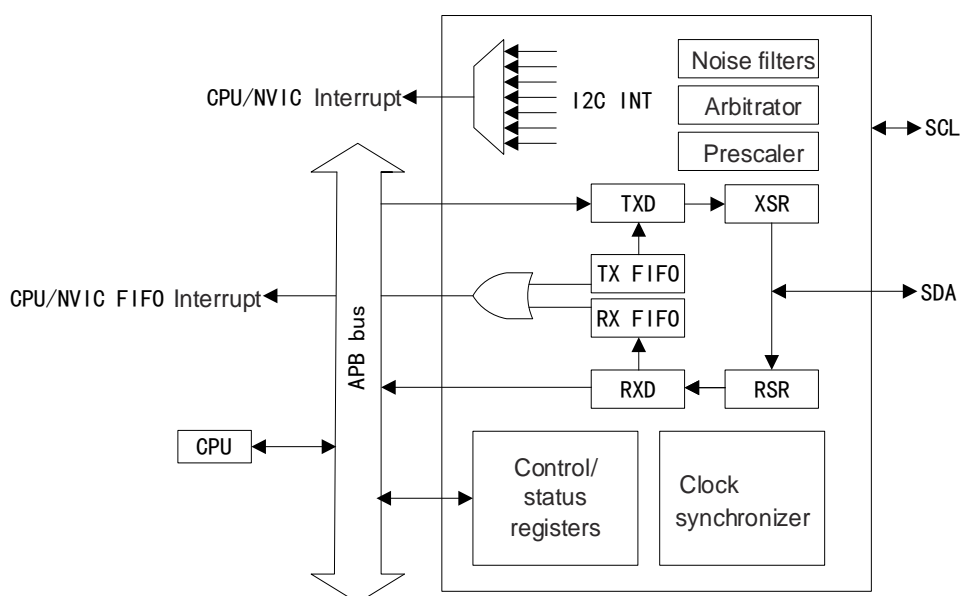 Noise filters
CPU/NVIC Interrupt
I2C INT
Arbitrator
SCL
Prescaler
TXD
XSR
TX FIFO
CPU/NVIC FIFO Interrupt
SDA
RX FIFO
APB bus
RXD
RSR
CPU
Control/
status
registers
Clock
synchronizer